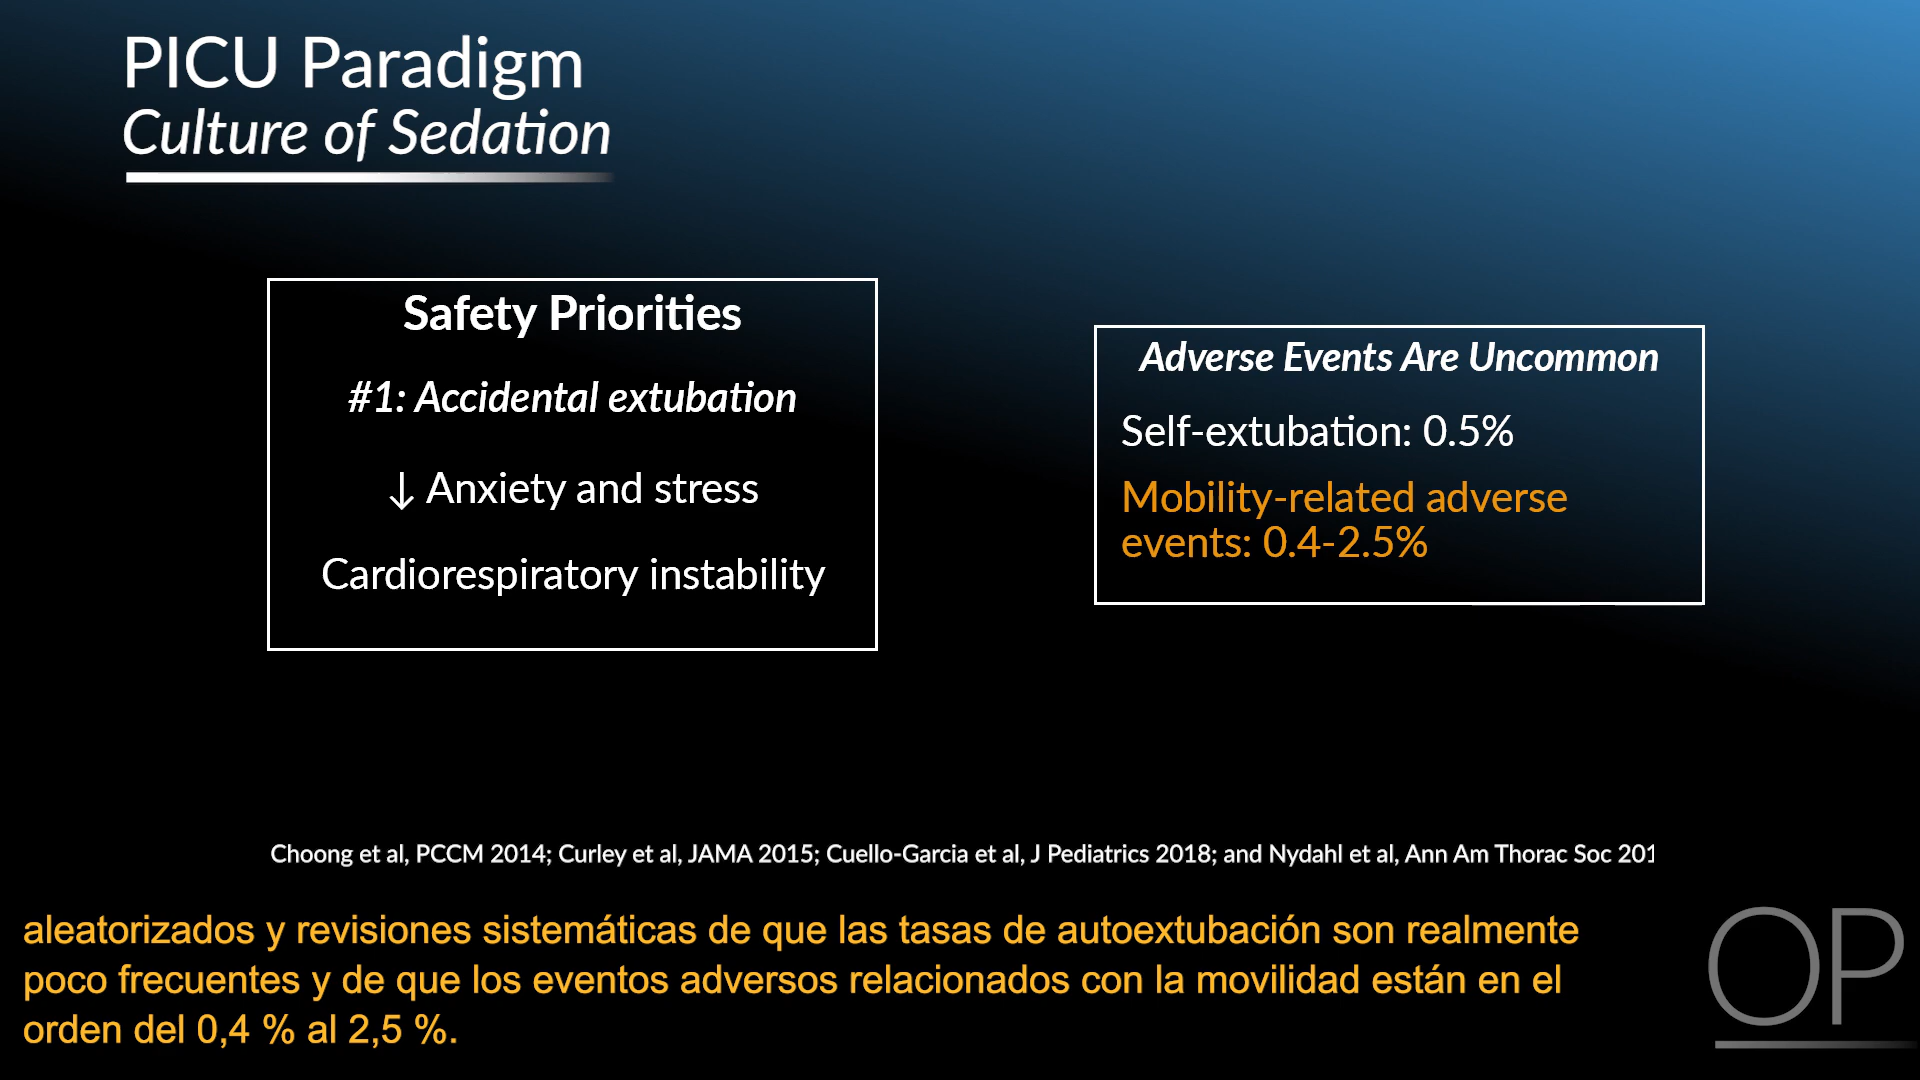 PICU Paradigm
Culture of Sedation
Safety Priorities
#1: Accidental extubation
↓ Anxiety and stress
Cardiorespiratory instability
Adverse Events Are Uncommon
Self-extubation: 0.5%
Mobility-related adverse
events: 0.4-2.5%
Choong et al, PCCM 2014; Curley et al, JAMA 2015; Cuello-Garcia et al, J Pediatrics 2018; and Nydahl et al, Ann Am Thorac Soc 201
aleatorizados y revisiones sistemáticas de que las tasas de autoextubación son realmente
poco frecuentes y de que los eventos adversos relacionados con la movilidad están en el
orden del 0,4 % al 2,5 %.
OP